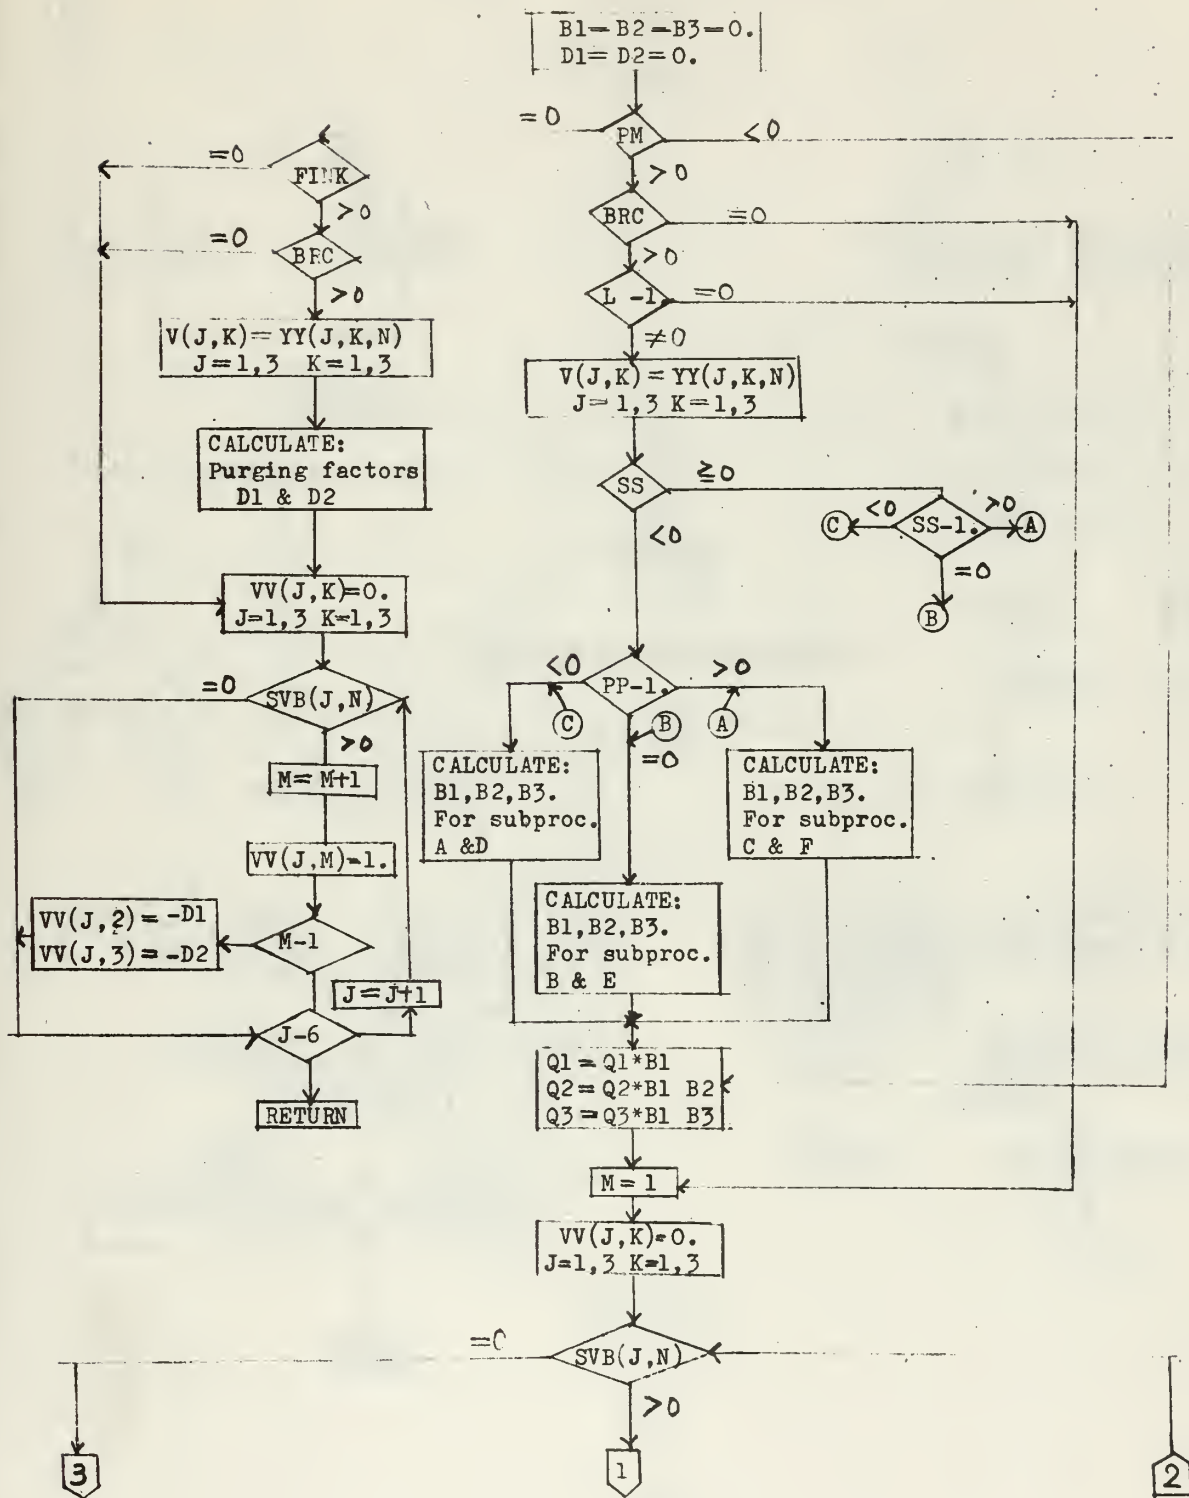 B1=B2=B3=0.
D1=D2=0.
PM
=0
<0
>0
BRC
=0
>0
L -1.
=0
≠0
V(J,K)=YY(J,K,N)
J=1,3 K=1,3
SS
≧0
<0
SS-1.
<0
>0
=0
C
A
B
PP-1.
<0
>0
=0
C
B
A
CALCULATE:
B1,B2,B3.
For subproc.
A &D
CALCULATE:
B1,B2,B3.
For subproc.
B & E
CALCULATE:
B1,B2,B3.
For subproc.
C & F
Q1=Q1*B1
Q2=Q2*B1 B2
Q3=Q3*B1 B3
M=1
VV(J,K)=0.
J=1,3 K=1,3
SVB(J,N)
=0
>0
3
1
2
FINK
=0
>0
BRC
=0
>0
V(J,K)=YY(J,K,N)
J=1,3 K=1,3
CALCULATE:
Purging factors
D1 & D2
VV(J,K)=0.
J=1,3 K=1,3
SVB(J,N)
=0
>0
M=M+1
VV(J,M)=1.
M-1
VV(J,2)=-D1
VV(J,3)=-D2
J=J+1
J-6
RETURN